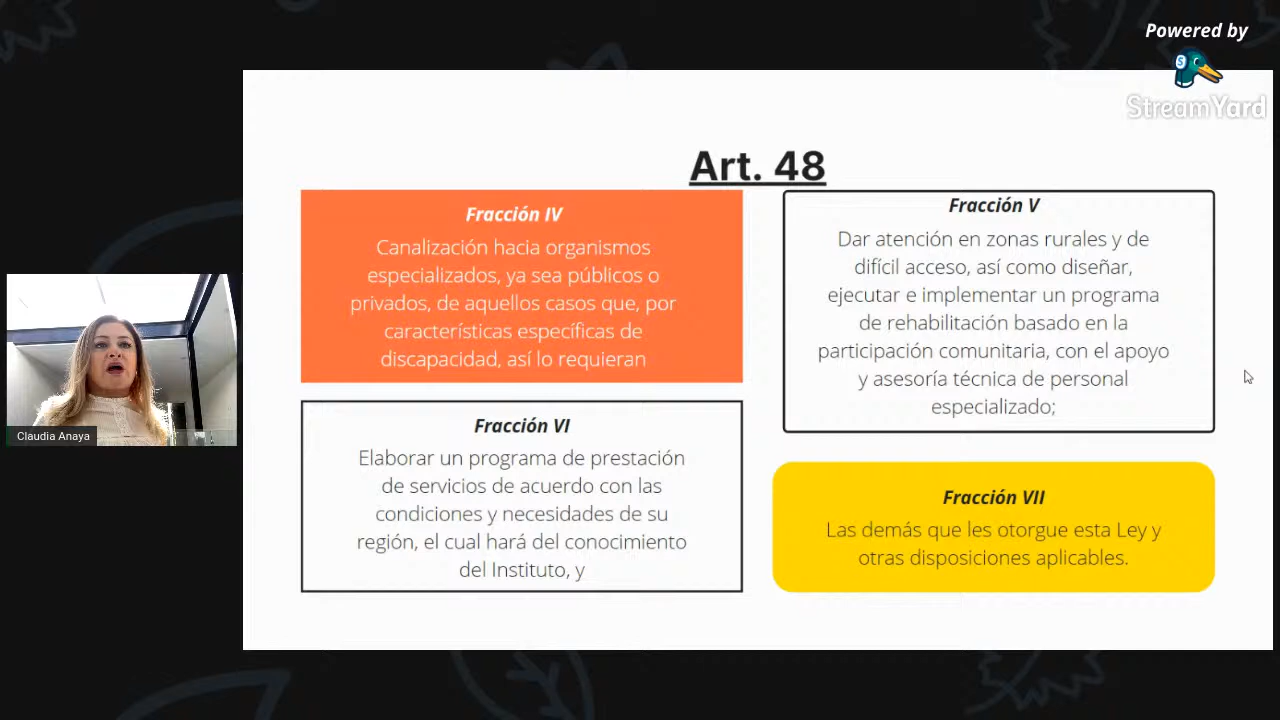 Powered by
StreamYard
Art. 48
Fracción IV
Canalización hacia organismos
especializados, ya sea públicos o
privados, de aquellos casos que, por
características específicas de
discapacidad, así lo requieran
Fracción V
Dar atención en zonas rurales y de
difícil acceso, así como diseñar,
ejecutar e implementar un programa
de rehabilitación basado en la
participación comunitaria, con el apoyo
y asesoría técnica de personal
especializado;
Fracción VI
Elaborar un programa de prestación
de servicios de acuerdo con las
condiciones y necesidades de su
región, el cual hará del conocimiento
del Instituto, y
Fracción VII
Las demás que les otorgue esta Ley y
otras disposiciones aplicables.
Claudia Anaya